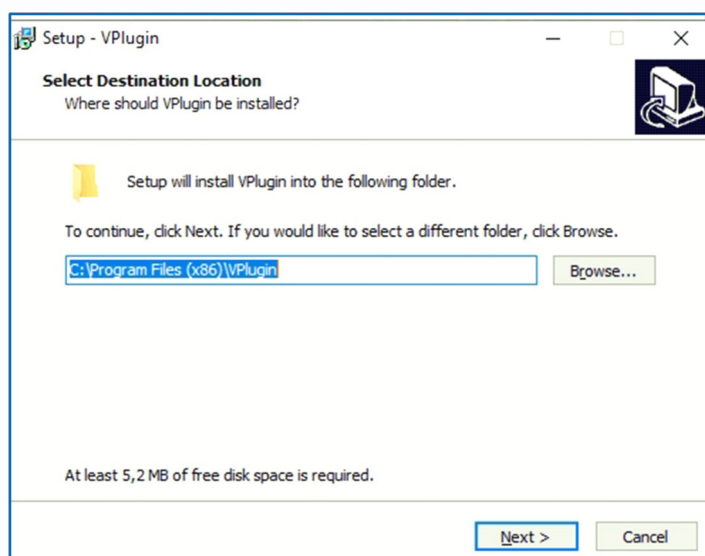 Setup - VPlugin
Select Destination Location
Where should VPlugin be installed?
Setup will install VPlugin into the following folder.
To continue, click Next. If you would like to select a different folder, click Browse.
C:\Program Files (x86)\VPlugin
Browse...
At least 5,2 MB of free disk space is required.
Next >
Cancel